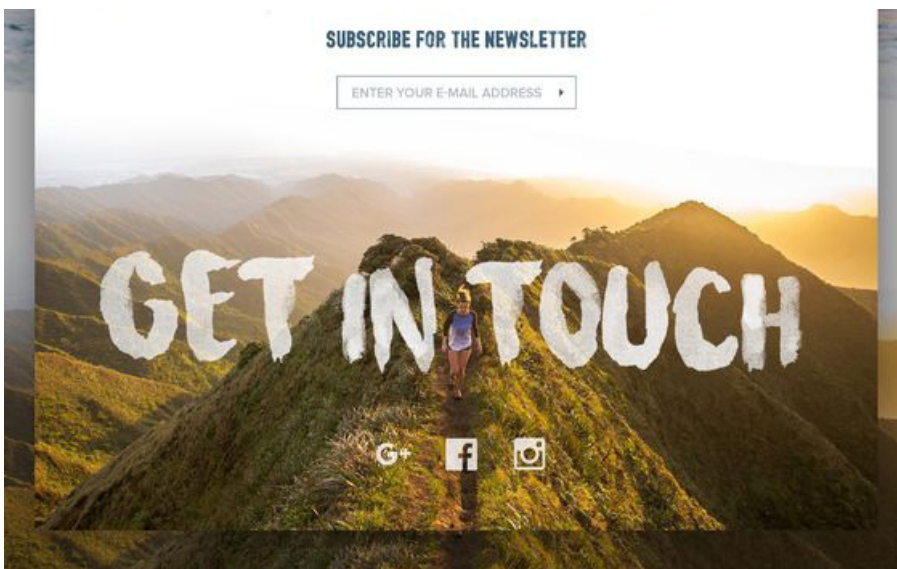 SUBSCRIBE FOR THE NEWSLETTER
ENTER YOUR E-MAIL ADDRESS
GET IN TOUCH
G+ f